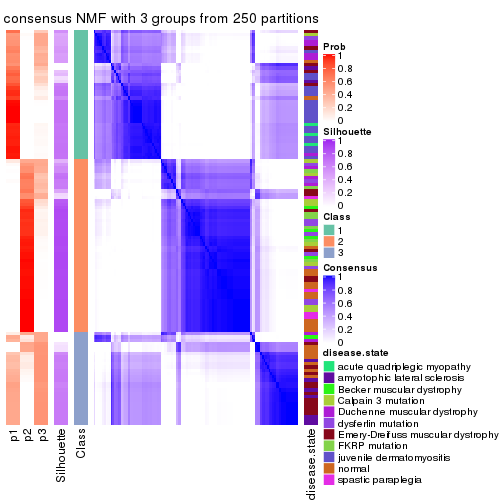 consensus NMF with 3 groups from 250 partitions
Prob
1
0.8
0.6
0.4
0.2
0
Silhouette
1
0.8
0.6
0.4
0.2
0
Class
1
2
3
Consensus
1
0.8
0.6
0.4
0.2
0
disease.state
acute quadriplegic myopathy
amyotophic lateral sclerosis
Becker muscular dystrophy
Calpain 3 mutation
Duchenne muscular dystrophy
dysferlin mutation
Emery-Dreifuss muscular dystrophy
FKRP mutation
juvenile dermatomyositis
normal
spastic paraplegia
p1
p2
p3
Silhouette
Class
disease.state